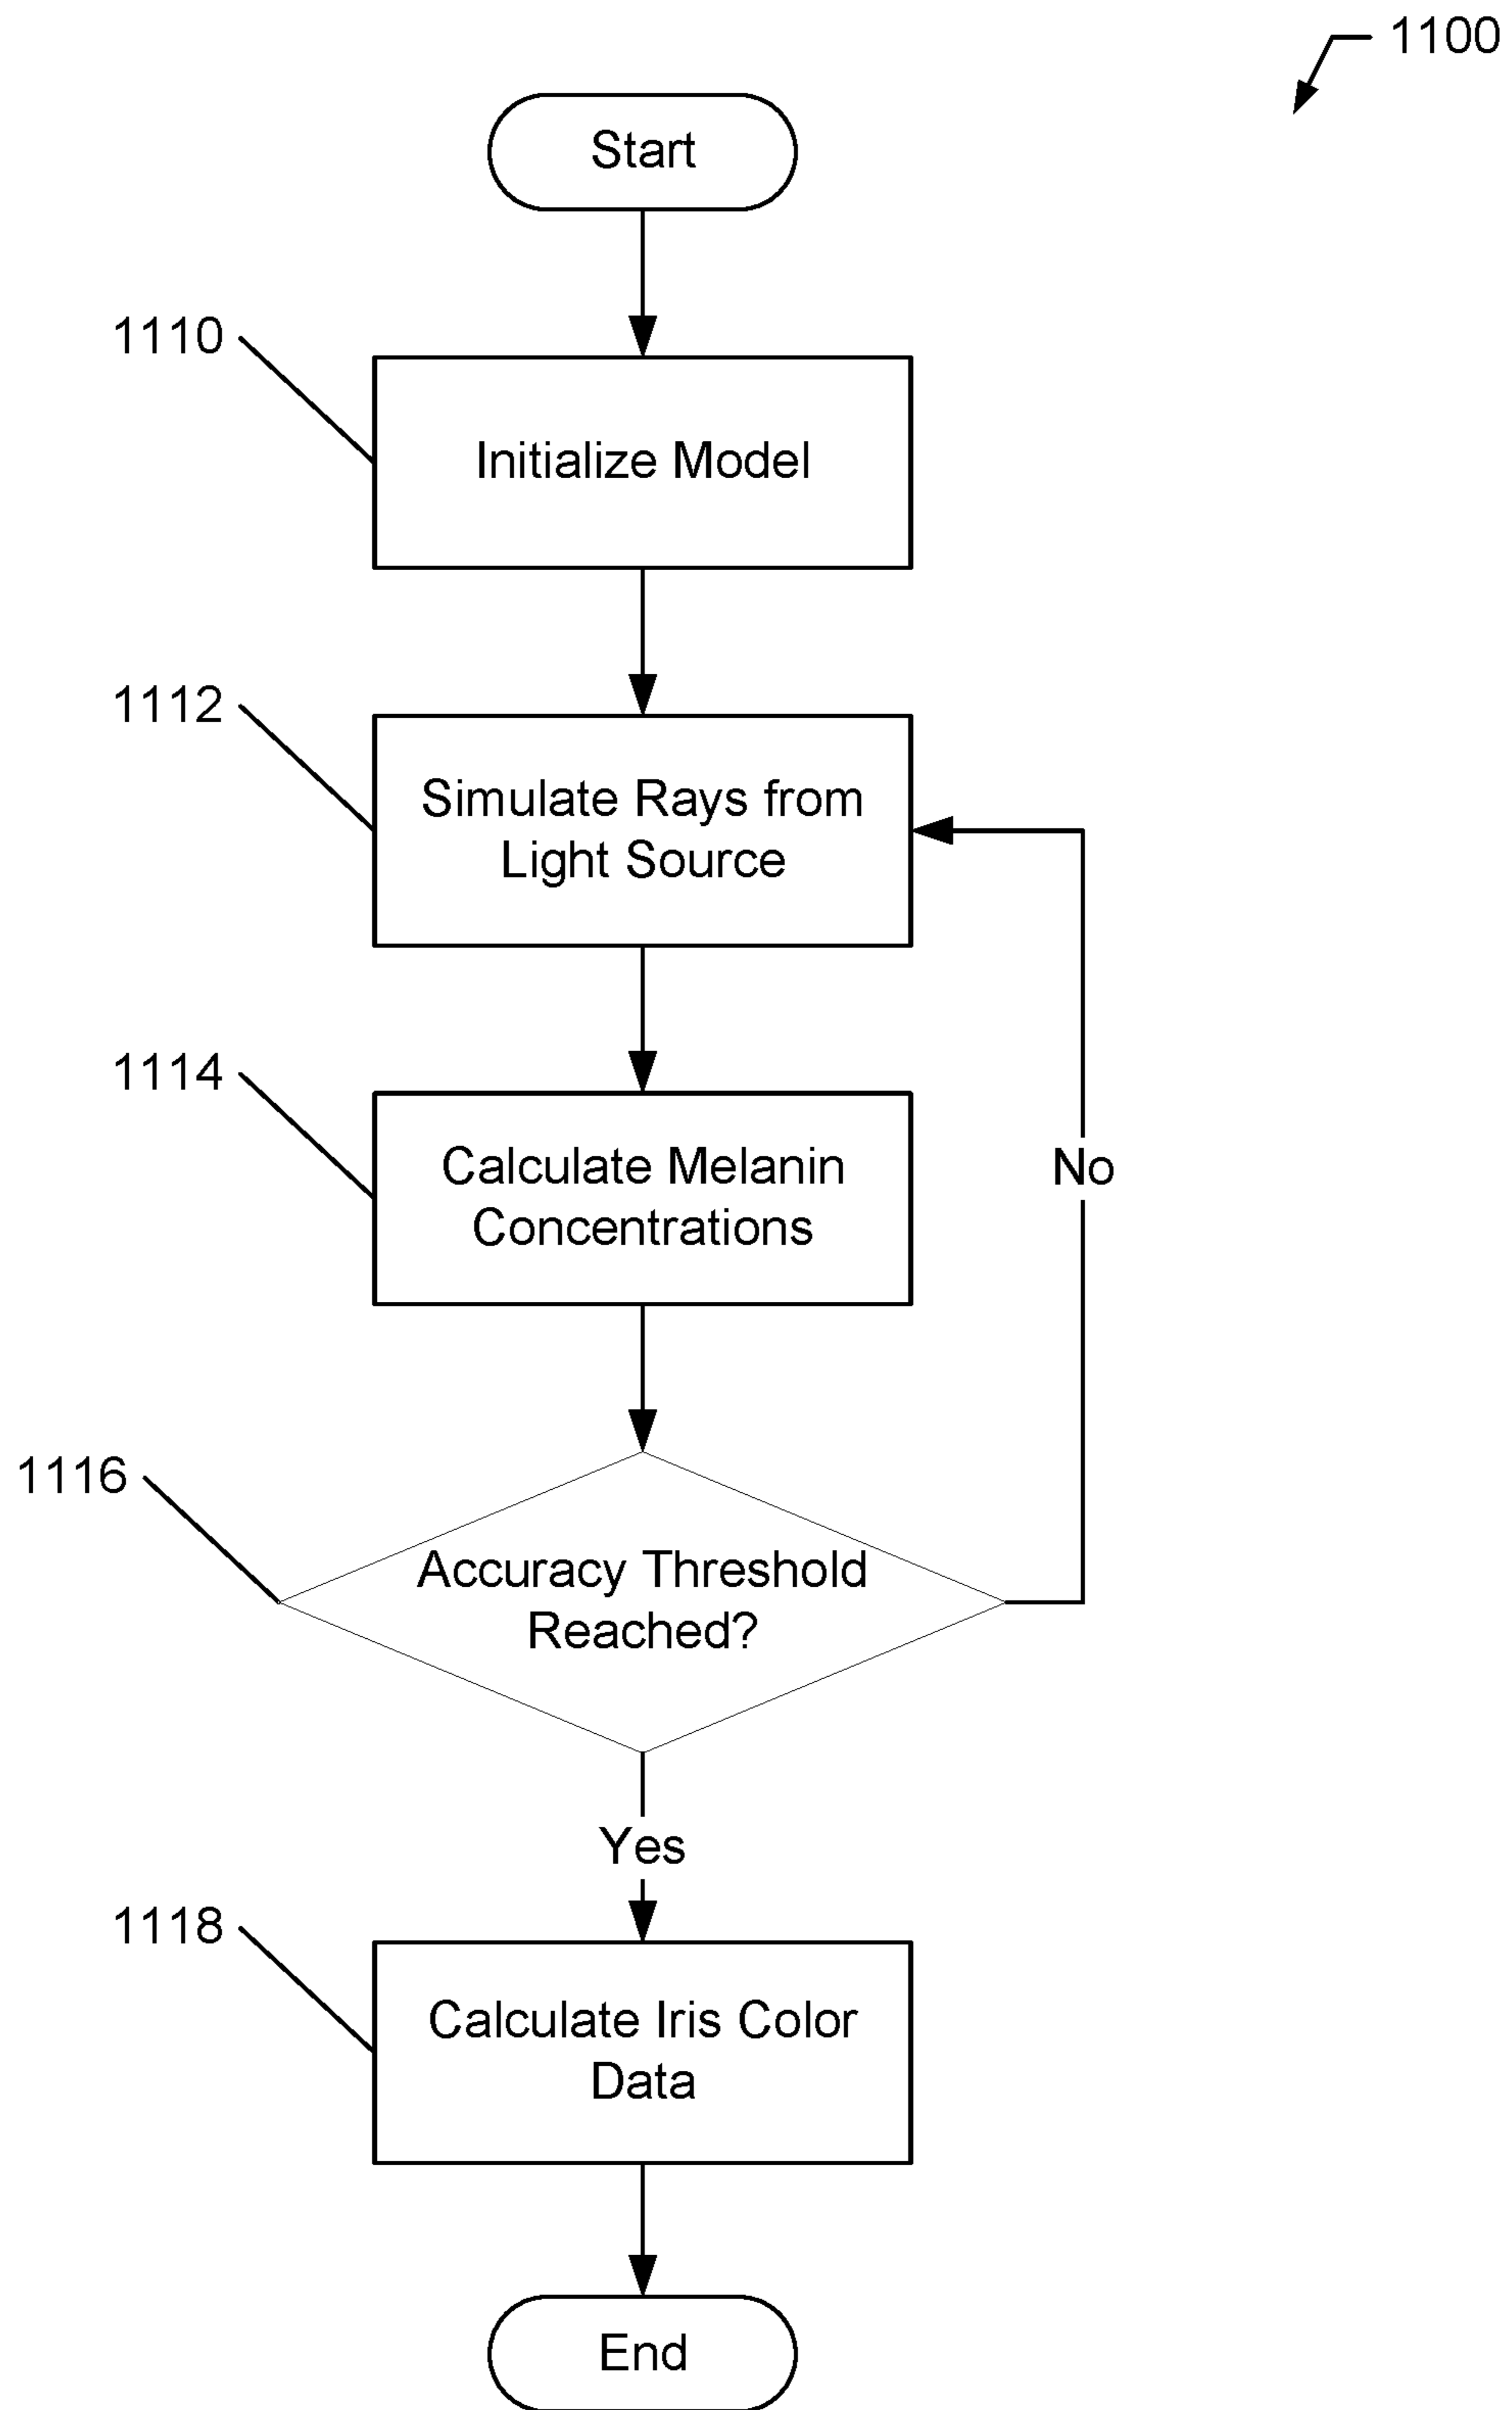 1100
Start
1110
Initialize Model
1112
Simulate Rays from
Light Source
1114
Calculate Melanin
Concentrations
No
1116
Accuracy Threshold
Reached?
Yes
1118
Calculate Iris Color
Data
End